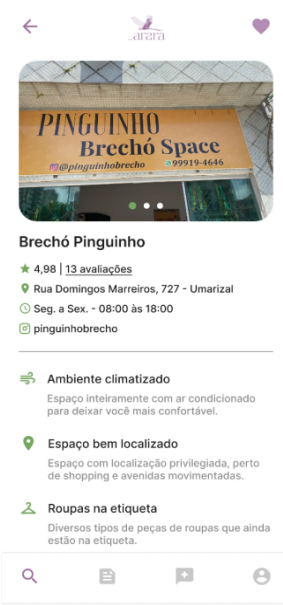 PINGUINHO
Brechó Space
@pinguinhobrecho
99919-4646
Brechó Pinguinho
4,98 | 13 avaliações
Rua Domingos Marreiros, 727 - Umarizal
Seg. a Sex. - 08:00 às 18:00
pinguinhobrecho
Ambiente climatizado
Espaço inteiramente com ar condicionado
para deixar você mais confortável.
Espaço bem localizado
Espaço com localização privilegiada, perto
de shopping e avenidas movimentadas.
Roupas na etiqueta
Diversos tipos de peças de roupas que ainda
estão na etiqueta.